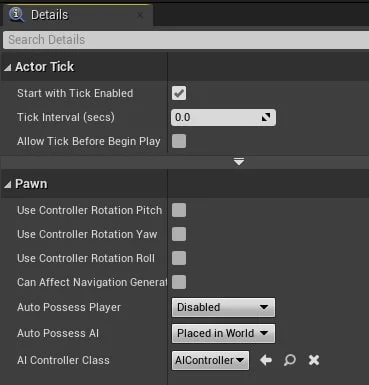 Details
Search Details
Actor Tick
Start with Tick Enabled
Tick Interval (secs) 0.0
Allow Tick Before Begin Play
Pawn
Use Controller Rotation Pitch
Use Controller Rotation Yaw
Use Controller Rotation Roll
Can Affect Navigation Generat
Auto Possess Player Disabled
Auto Possess AI Placed in World
AI Controller Class AIController